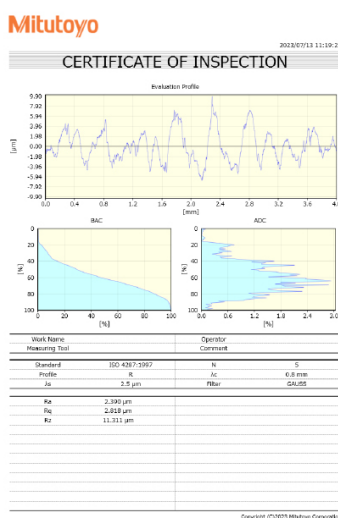 Mitutoyo
2023/07/13 11:19:2
CERTIFICATE OF INSPECTION
Evaluation Profile
9.90
7.92
5.94
3.96
1.98
0.00
-1.98
-3.96
-5.94
-7.92
-9.90
[μm]
0.0 0.4 0.8 1.2 1.6 2.0 2.4 2.8 3.2 3.6 4.0
[mm]
BAC ADC
0 0
20 20
40 40
[%] [%]
60 60
80 80
100 100
0 20 40 60 80 100 0.0 0.6 1.2 1.8 2.4 3.0
[%] [%]
Work Name Operator
Measuring Tool Comment
Standard ISO 4287:1997 N 5
Profile R λc 0.8 mm
λs 2.5 μm Filter GAUSS
Ra 2.390 μm
Rq 2.818 μm
Rz 11.311 μm
Mitutoyo Corporatio